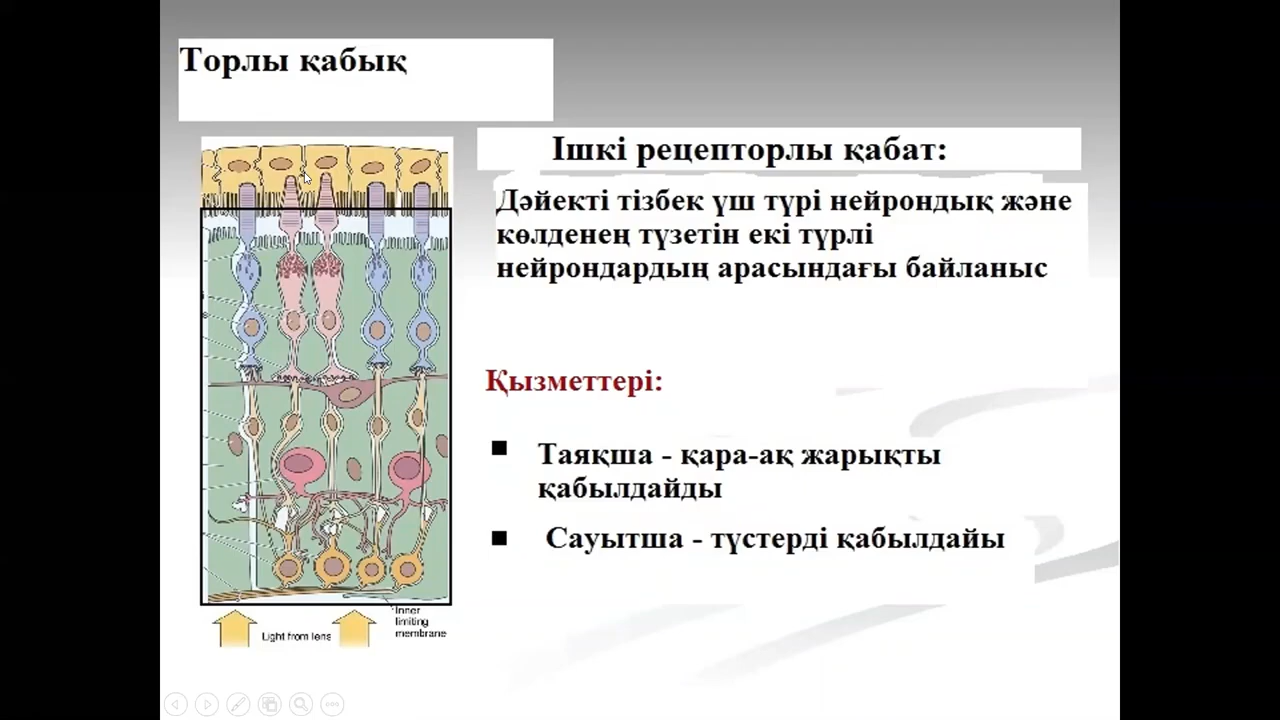 Торлы қабық
Ішкі рецепторлы қабат:
Дәйекті тізбек үш түрі нейрондық және
көлденең түзетін екі түрлі
нейрондардың арасындағы байланыс
Қызметтері:
Таяқша - қара-ақ жарықты
қабылдайды
Сауытша - түстерді қабылдайы
Inner
limiting
membrane
Light from lens